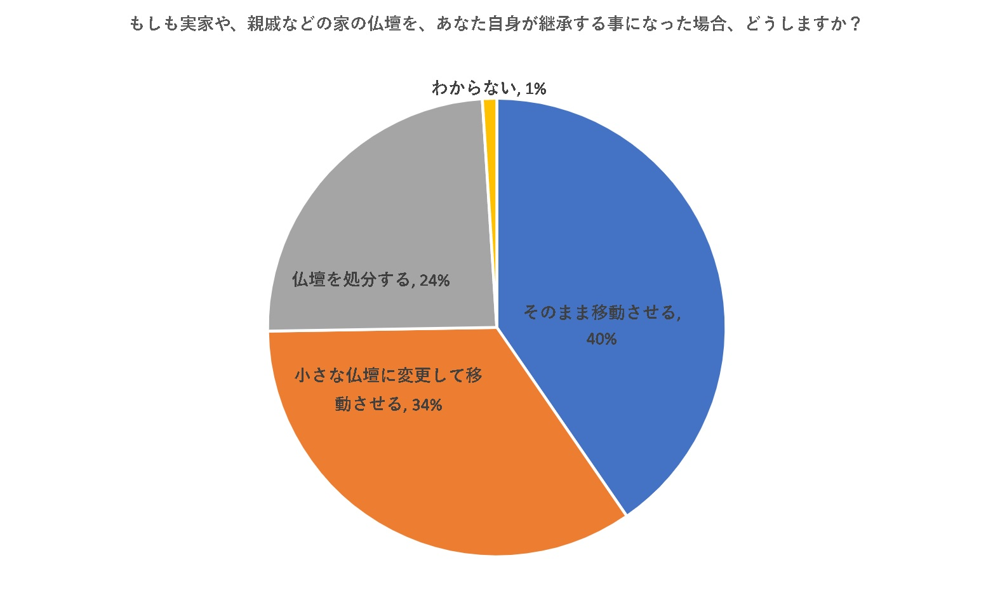 もしも実家や、親戚などの家の仏壇を、あなた自身が継承する事になった場合、どうしますか？
わからない, 1%
仏壇を処分する, 24%
そのまま移動させる,
40%
小さな仏壇に変更して移
動させる, 34%